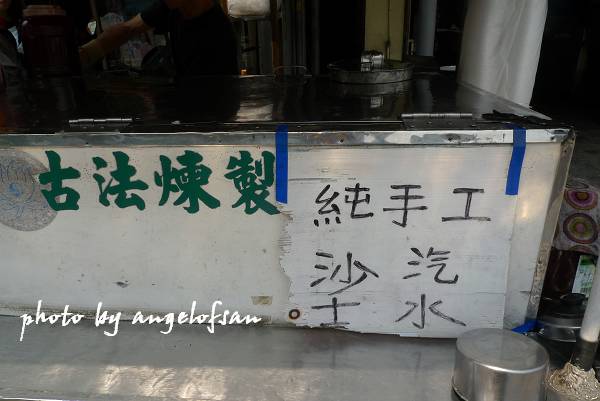 古法煉製
純手工
沙士 汽水
photo by angelofsan